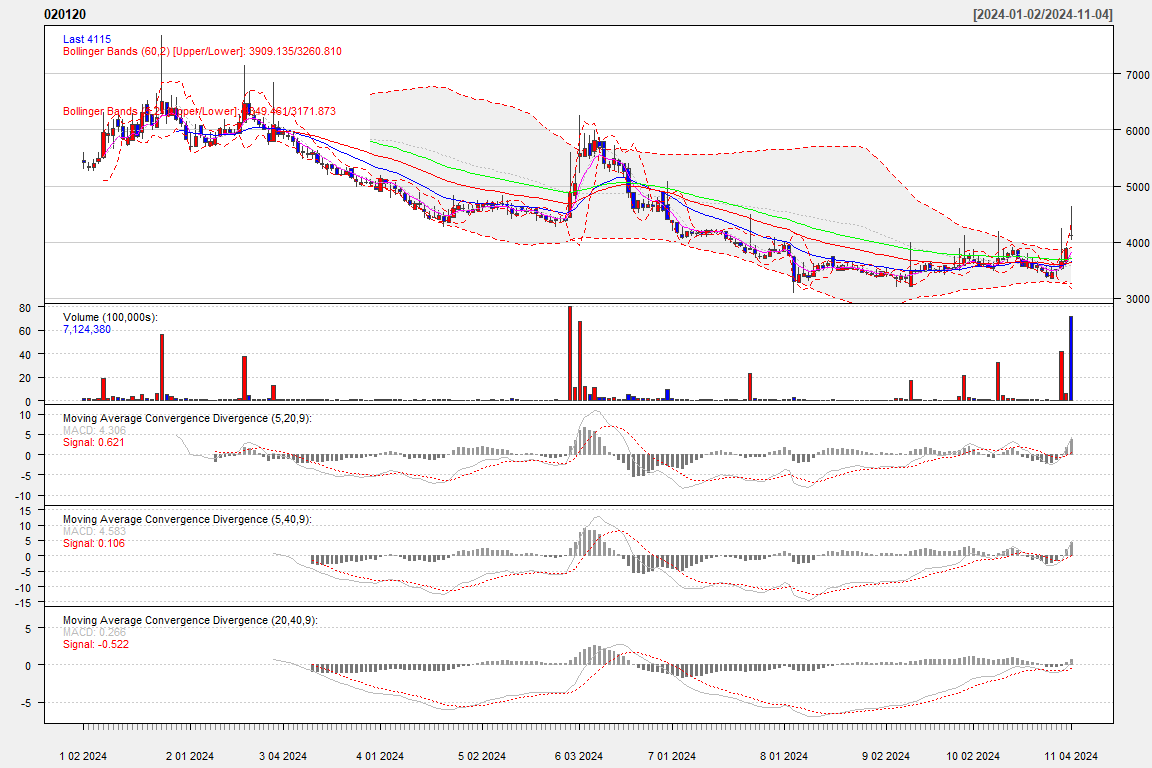 020120 [2024-01-02/2024-11-04]
Last 4115
Bollinger Bands (60,2) [Upper/Lower]: 3909.135/3260.810
Bollinger Bands [Upper/Lower]: /3171.873
7000
6000
5000
4000
3000
Volume (100,000s):
7,124,380
80
60
40
20
0
Moving Average Convergence Divergence (5,20,9):
MACD: 4.306
Signal: 0.621
10
5
0
-5
-10
Moving Average Convergence Divergence (5,40,9):
MACD: 4.583
Signal: 0.106
15
10
5
0
-5
-10
-15
Moving Average Convergence Divergence (20,40,9):
MACD: 0.266
Signal: -0.522
5
0
-5
1 02 2024 2 01 2024 3 04 2024 4 01 2024 5 02 2024 6 03 2024 7 01 2024 8 01 2024 9 02 2024 10 02 2024 11 04 2024